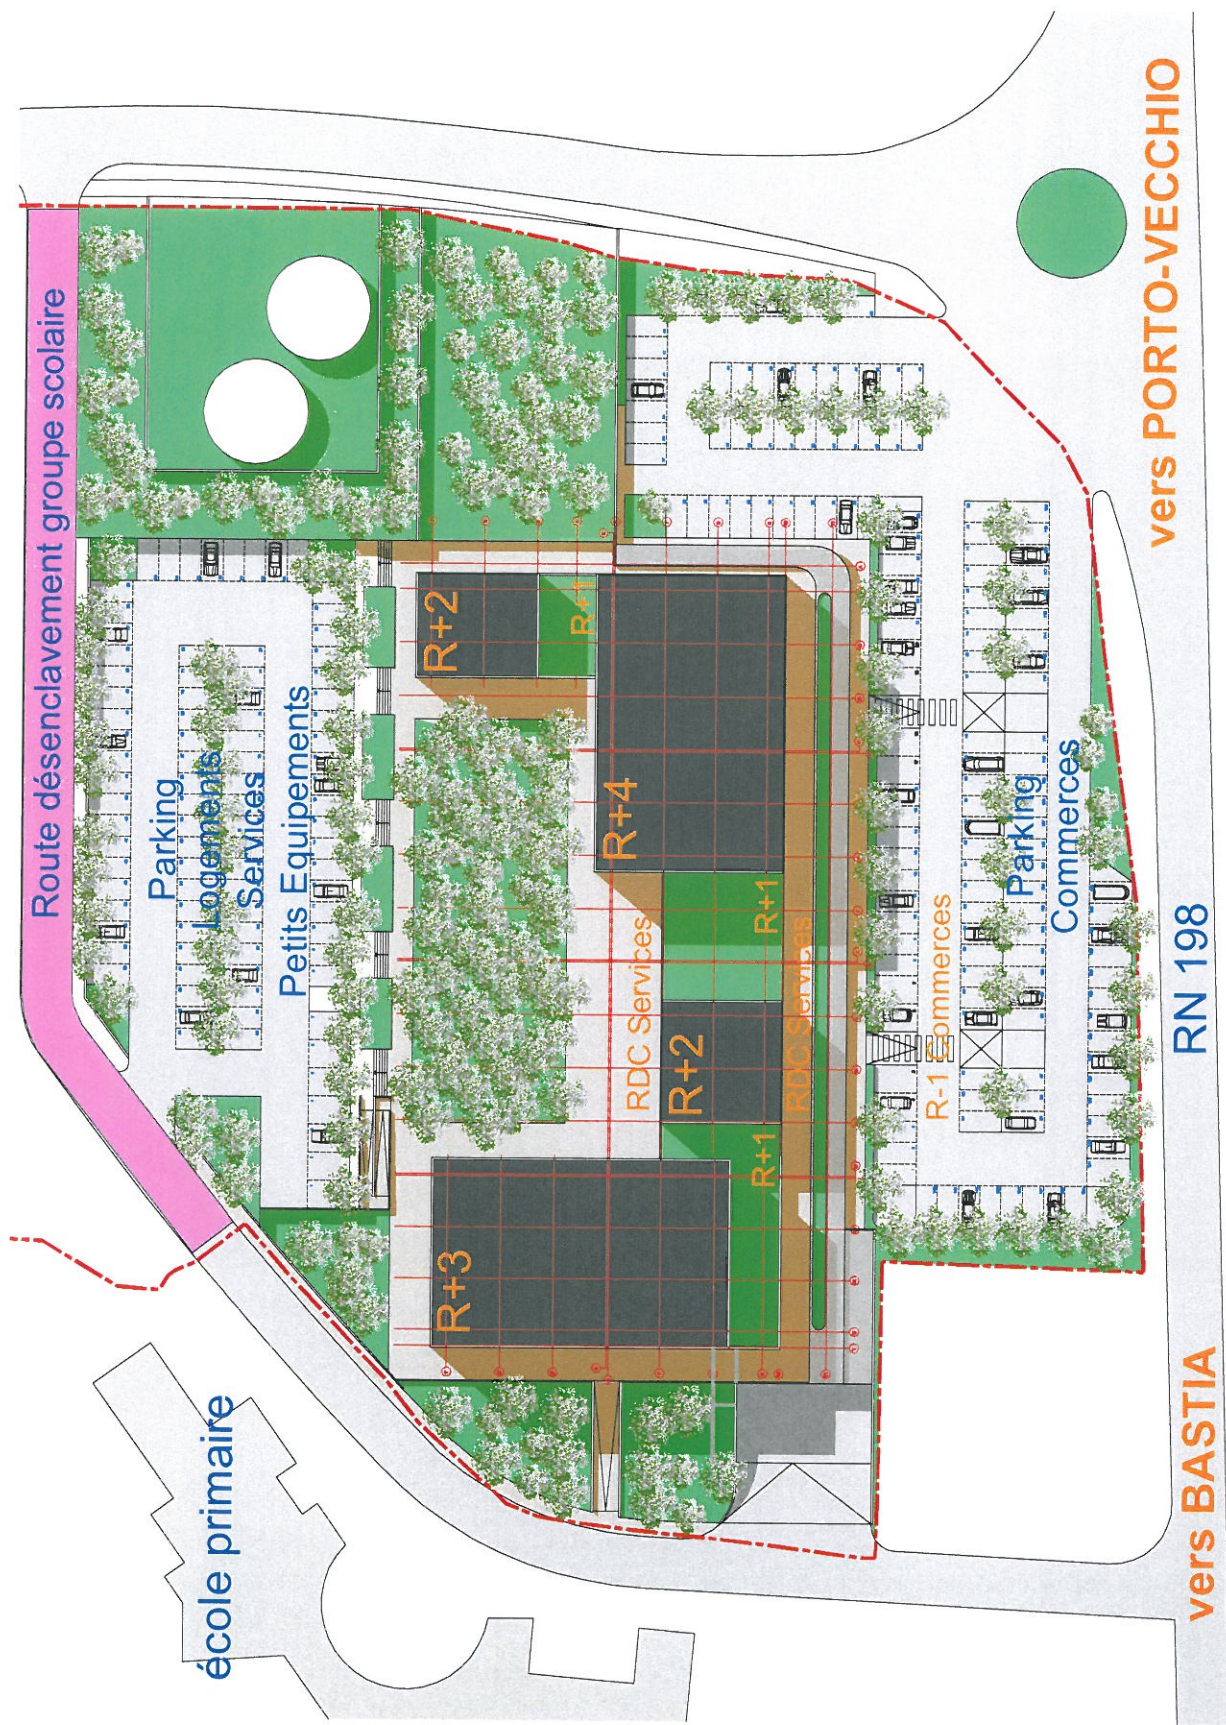 Route désenclavement groupe scolaire
Parking
Logements
Services
Petits Equipements
école primaire
R+2
R+1
R+4
R+1
RDC Services
R+2
RDC Services
R+1
R+3
R-1 Commerces
Parking
Commerces
RN 198
vers PORTO-VECCHIO
vers BASTIA